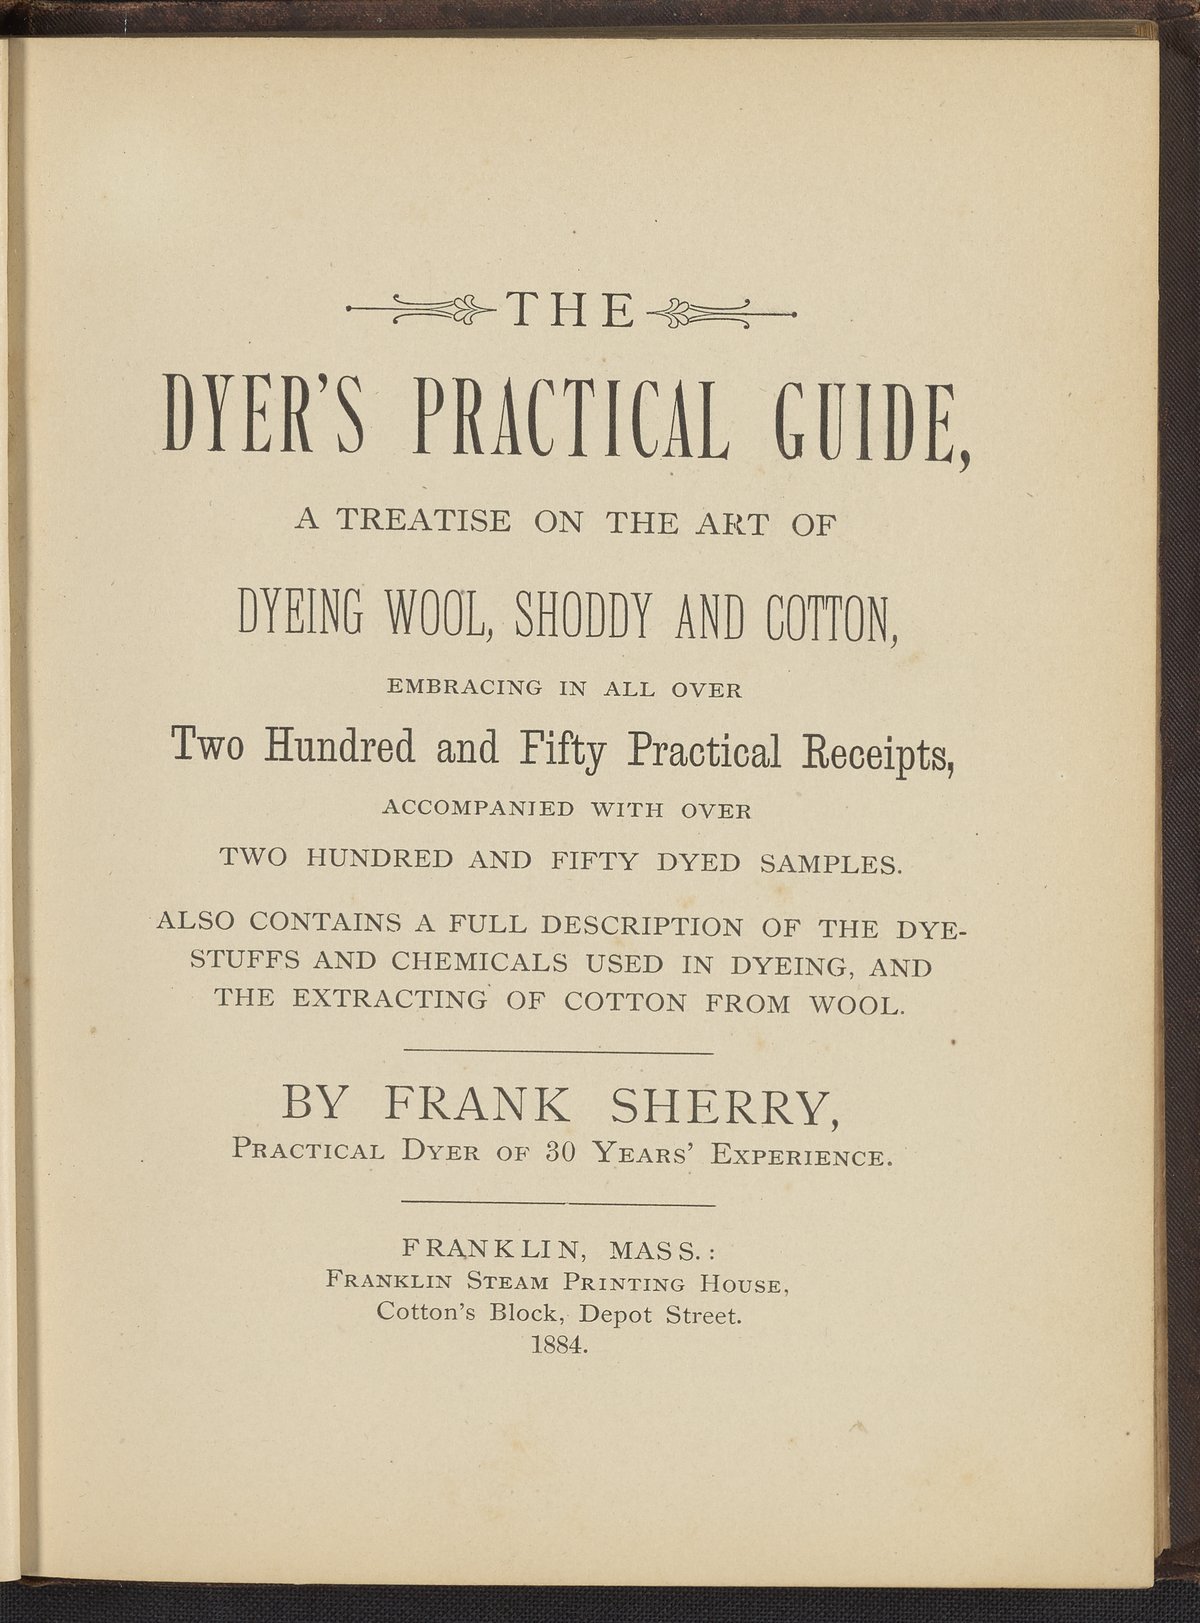 THE
DYER'S PRACTICAL GUIDE,
A TREATISE ON THE ART OF
DYEING WOOL, SHODDY AND COTTON,
EMBRACING IN ALL OVER
Two Hundred and Fifty Practical Receipts,
ACCOMPANIED WITH OVER
TWO HUNDRED AND FIFTY DYED SAMPLES.
ALSO CONTAINS A FULL DESCRIPTION OF THE DYE-
STUFFS AND CHEMICALS USED IN DYEING, AND
THE EXTRACTING OF COTTON FROM WOOL.
BY FRANK SHERRY,
PRACTICAL DYER OF 30 YEARS' EXPERIENCE.
FRANKLIN, MASS.:
FRANKLIN STEAM PRINTING HOUSE,
Cotton's Block, Depot Street.
1884.